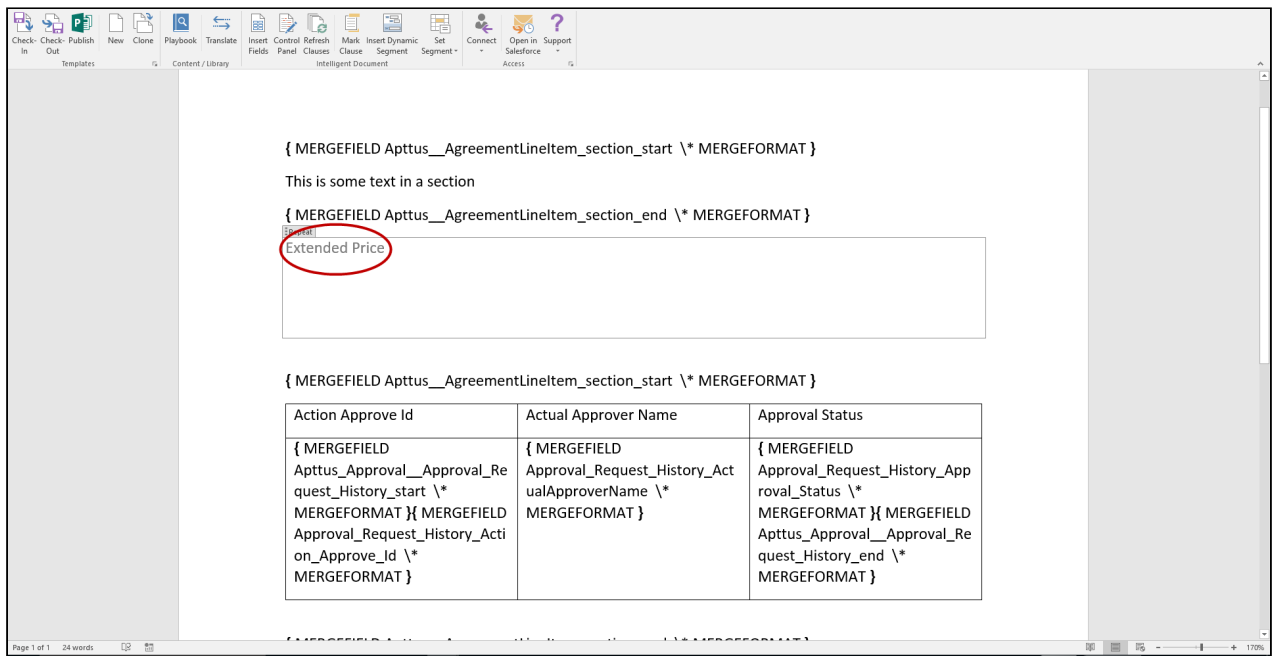 Check- Check- Publish New Clone Playbook Translate Insert Control Refresh Mark Insert Dynamic Set Connect Open in Support
In Out Fields Panel Clauses Clause Segment Segment Salesforce
Templates Content / Library Intelligent Document Access
{ MERGEFIELD Apttus__AgreementLineItem_section_start \* MERGEFORMAT }
This is some text in a section
{ MERGEFIELD Apttus__AgreementLineItem_section_end \* MERGEFORMAT }
Repeat
Extended Price
{ MERGEFIELD Apttus__AgreementLineItem_section_start \* MERGEFORMAT }
Action Approve Id
Actual Approver Name
Approval Status
{ MERGEFIELD
Apttus_Approval__Approval_Re
quest_History_start \*
MERGEFORMAT }{ MERGEFIELD
Approval_Request_History_Acti
on_Approve_Id \*
MERGEFORMAT }
{ MERGEFIELD
Approval_Request_History_Act
ualApproverName \*
MERGEFORMAT }
{ MERGEFIELD
Approval_Request_History_App
roval_Status \*
MERGEFORMAT }{ MERGEFIELD
Apttus_Approval__Approval_Re
quest_History_end \*
MERGEFORMAT }
Page 1 of 1 24 words 170%